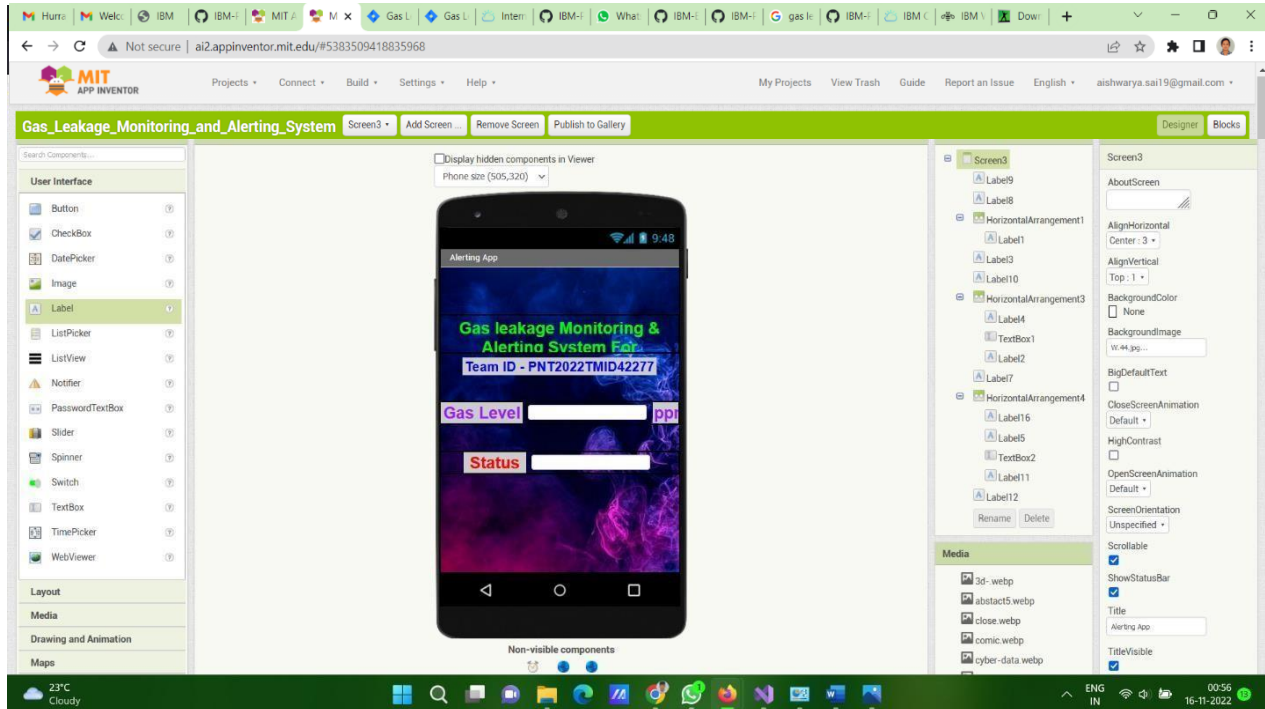 Hurra
Welc
IBM
IBM-F
MIT A
M
Gas L
Gas L
Intern
IBM-F
What
IBM-E
IBM-F
gas le
IBM-F
IBM C
IBM V
Down
Not secure | ai2.appinventor.mit.edu/#5383509418835968
MIT
APP INVENTOR
Projects
Connect
Build
Settings
Help
My Projects
View Trash
Guide
Report an Issue
English
aishwarya.sai19@gmail.com
Gas_Leakage_Monitoring_and_Alerting_System
Screen3
Add Screen ...
Remove Screen
Publish to Gallery
Designer
Blocks
Search Components...
User Interface
Button
CheckBox
DatePicker
Image
Label
ListPicker
ListView
Notifier
PasswordTextBox
Slider
Spinner
Switch
TextBox
TimePicker
WebViewer
Layout
Media
Drawing and Animation
Maps
Display hidden components in Viewer
Phone size (505,320)
9:48
Alerting App
Gas leakage Monitoring &
Alerting System For
Team ID - PNT2022TMID42277
Gas Level
ppm
Status
Non-visible components
Screen3
Label9
Label8
HorizontalArrangement1
Label1
Label3
Label10
HorizontalArrangement3
Label4
TextBox1
Label2
Label7
HorizontalArrangement4
Label16
Label5
TextBox2
Label11
Label12
Rename
Delete
Media
3d-.webp
abstact5.webp
close.webp
comic.webp
cyber-data.webp
Screen3
AboutScreen
AlignHorizontal
Center : 3
AlignVertical
Top : 1
BackgroundColor
None
BackgroundImage
W.44.jpg...
BigDefaultText
CloseScreenAnimation
Default
HighContrast
OpenScreenAnimation
Default
ScreenOrientation
Unspecified
Scrollable
ShowStatusBar
Title
Alerting App
TitleVisible
23°C
Cloudy
ENG
IN
00:56
16-11-2022
13